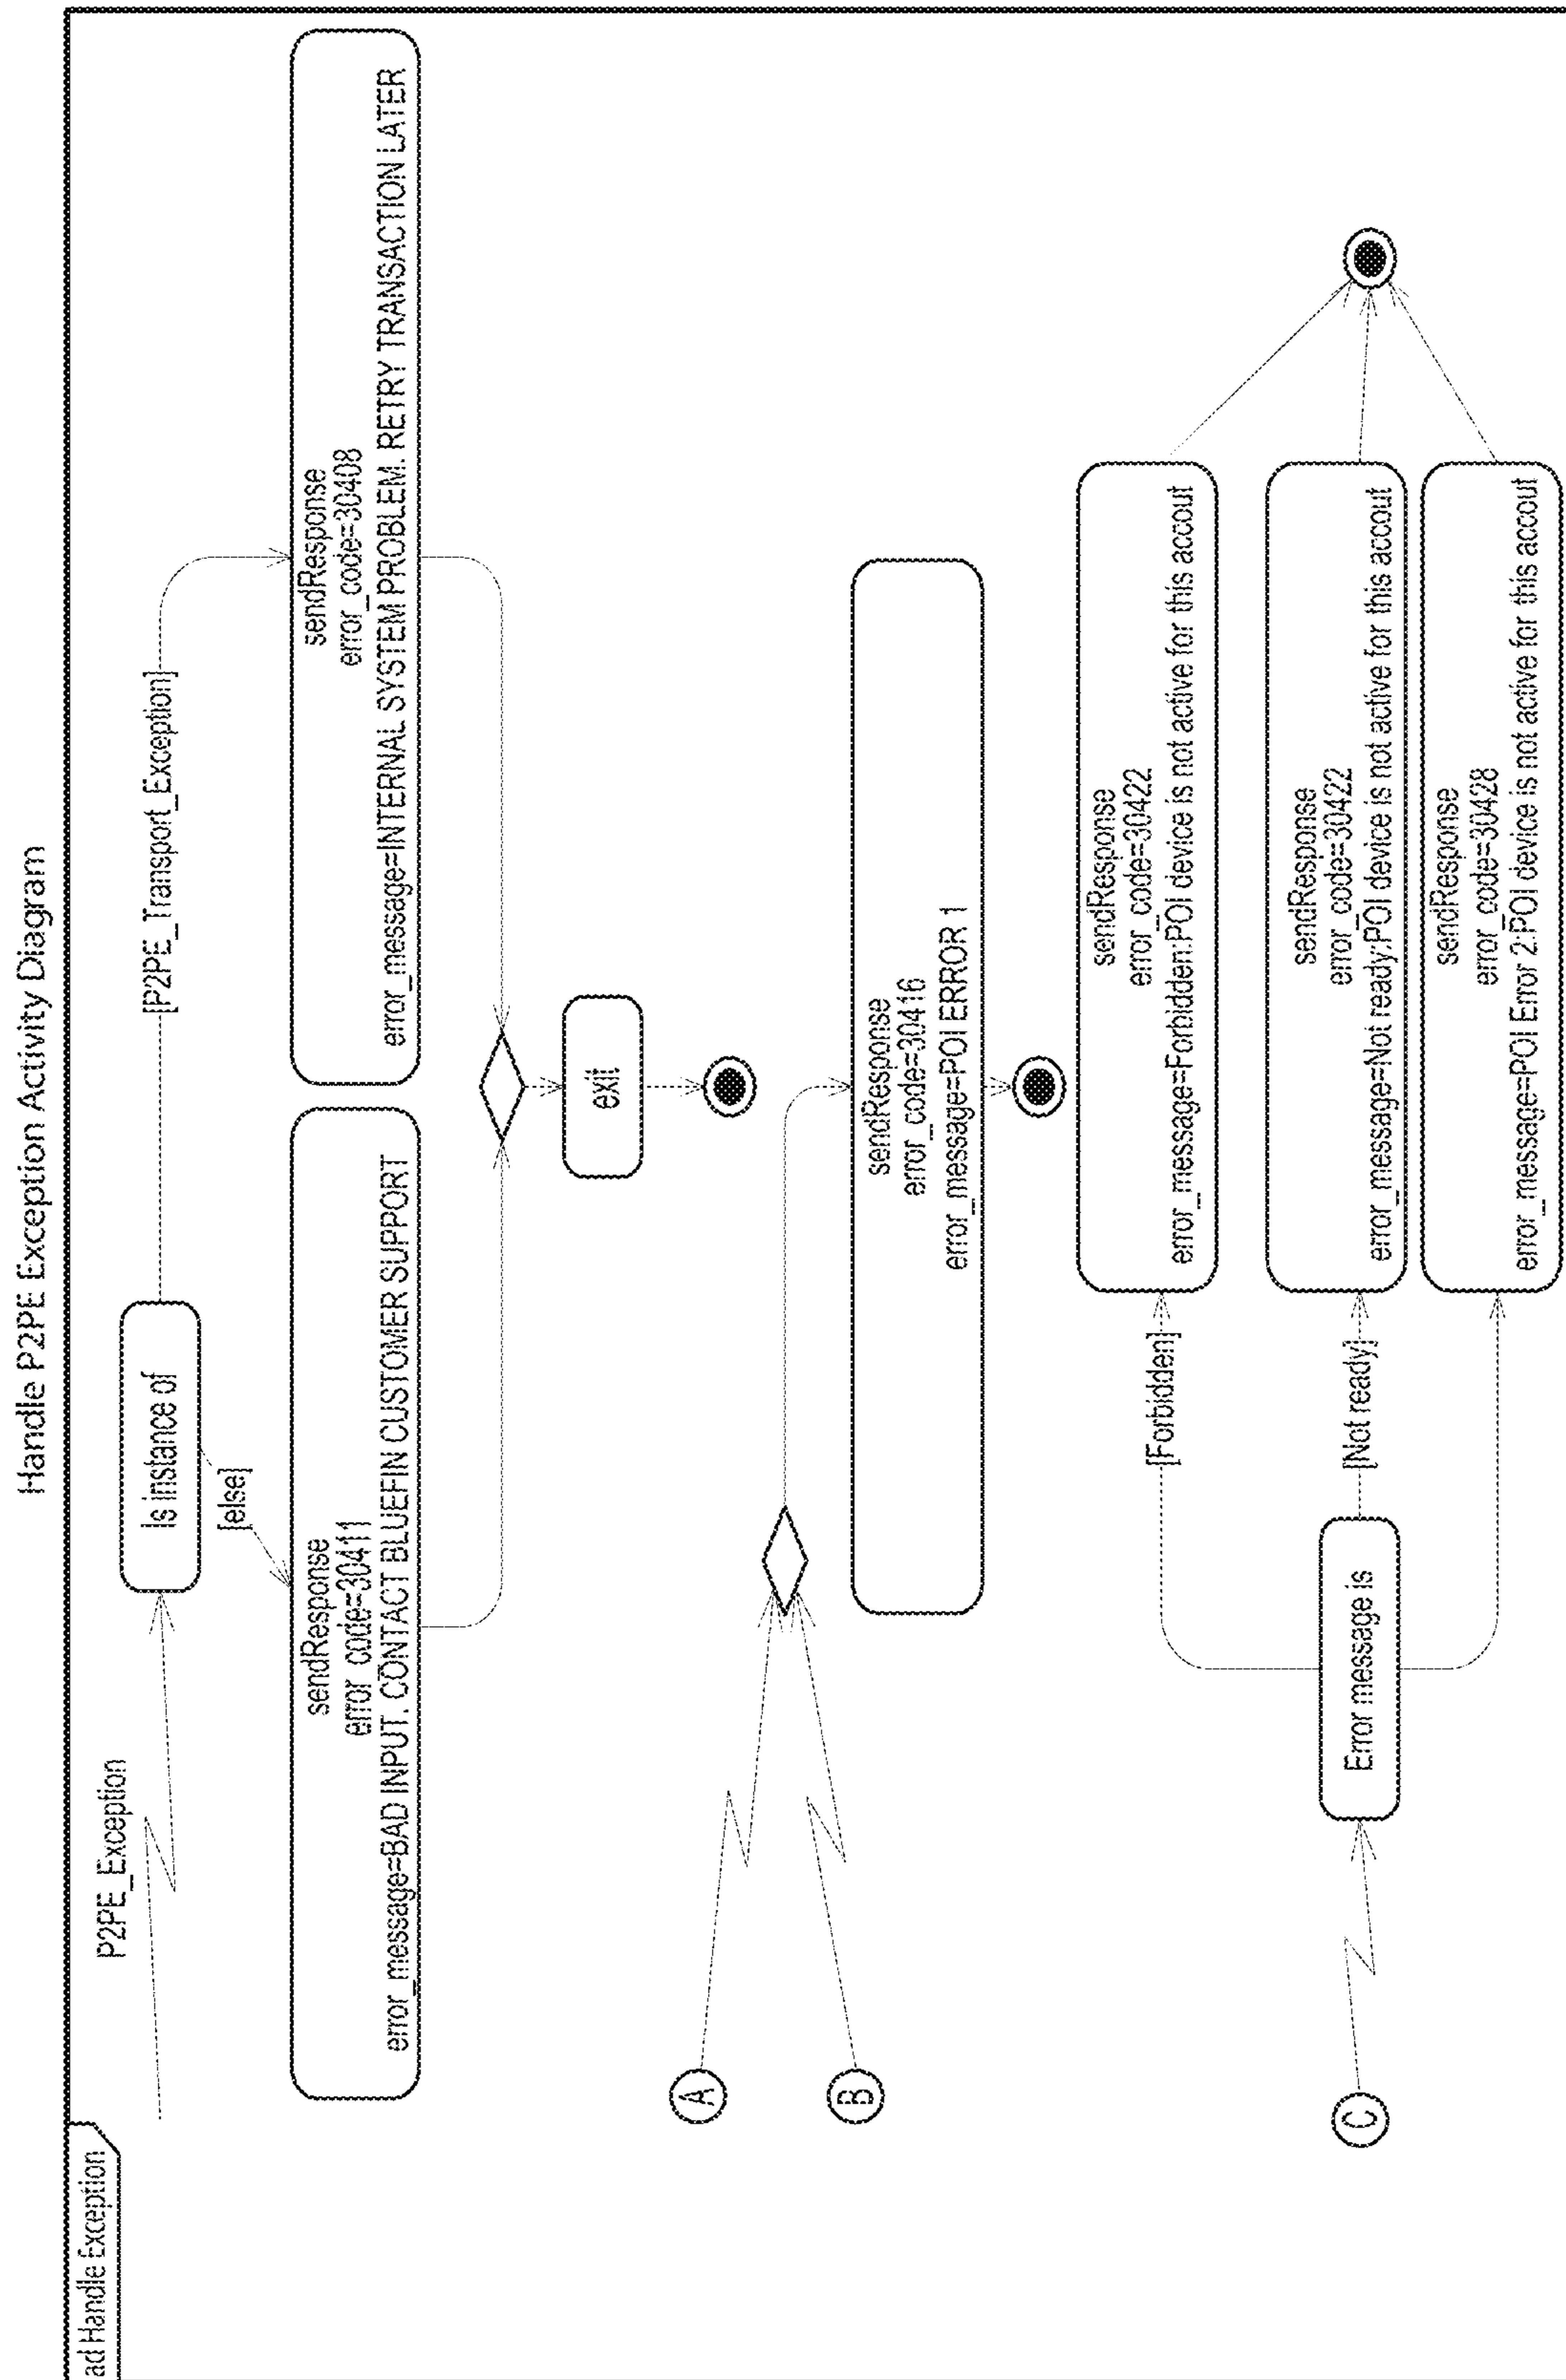 Handle P2PE Exception Activity Diagram
ad Handle Exception
P2PE_Exception
Is instance of
[P2PE_Transport_Exception]
[else]
sendResponse
error_code=30411
error_message=BAD INPUT. CONTACT BLUEFIN CUSTOMER SUPPORT
sendResponse
error_code=30408
error_message=INTERNAL SYSTEM PROBLEM. RETRY TRANSACTION LATER
exit
A
B
sendResponse
error_code=30416
error_message=POI ERROR 1
C
Error message is
[Forbidden]
[Not ready]
sendResponse
error_code=30422
error_message=Forbidden:POI device is not active for this accout
sendResponse
error_code=30422
error_message=Not ready:POI device is not active for this accout
sendResponse
error_code=30428
error_message=POI Error 2:POI device is not active for this accout